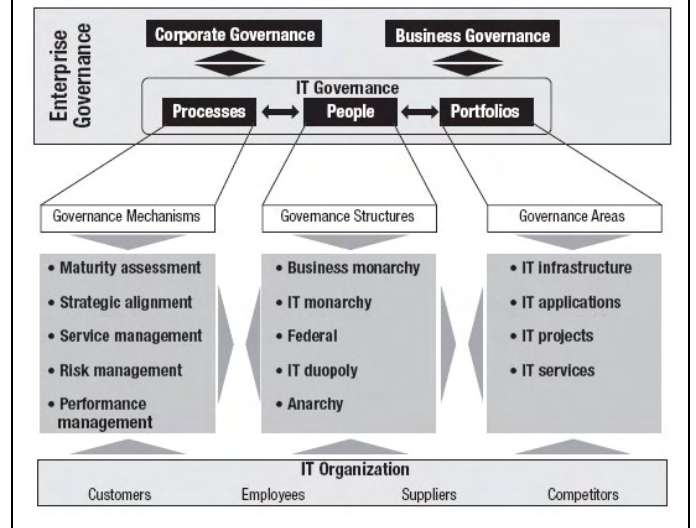 Enterprise
Governance
Corporate Governance
Business Governance
IT Governance
Processes
People
Portfolios
Governance Mechanisms
Governance Structures
Governance Areas
• Maturity assessment
• Strategic alignment
• Service management
• Risk management
• Performance
management
• Business monarchy
• IT monarchy
• Federal
• IT duopoly
• Anarchy
• IT infrastructure
• IT applications
• IT projects
• IT services
IT Organization
Customers
Employees
Suppliers
Competitors